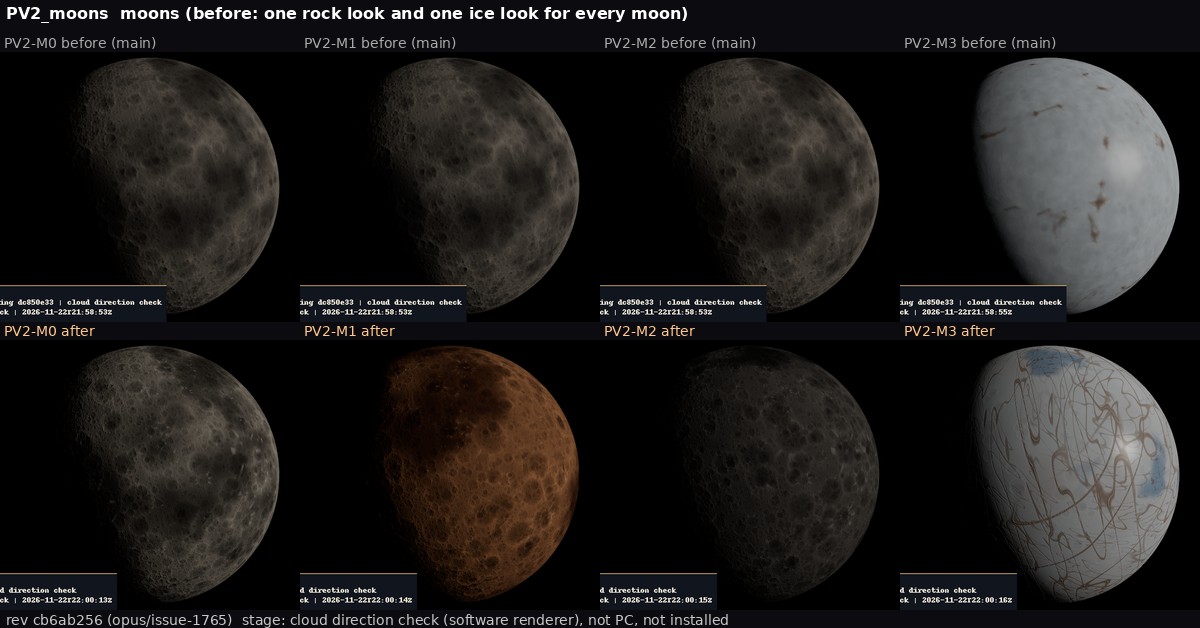 PV2_moons  moons (before: one rock look and one ice look for every moon)
PV2-M0 before (main)
PV2-M1 before (main)
PV2-M2 before (main)
PV2-M3 before (main)
ing dc850e33 | cloud direction check
ck | 2026-11-22r21:58:53z
ing dc850e33 | cloud direction check
ck | 2026-11-22r21:58:53z
ing dc850e33 | cloud direction check
ck | 2026-11-22r21:58:53z
ing dc850e33 | cloud direction check
ck | 2026-11-22r21:58:55z
PV2-M0 after
PV2-M1 after
PV2-M2 after
PV2-M3 after
d direction check
ck | 2026-11-22r22:00:13z
d direction check
ck | 2026-11-22r22:00:14z
d direction check
ck | 2026-11-22r22:00:15z
d direction check
ck | 2026-11-22r22:00:16z
rev cb6ab256 (opus/issue-1765)  stage: cloud direction check (software renderer), not PC, not installed